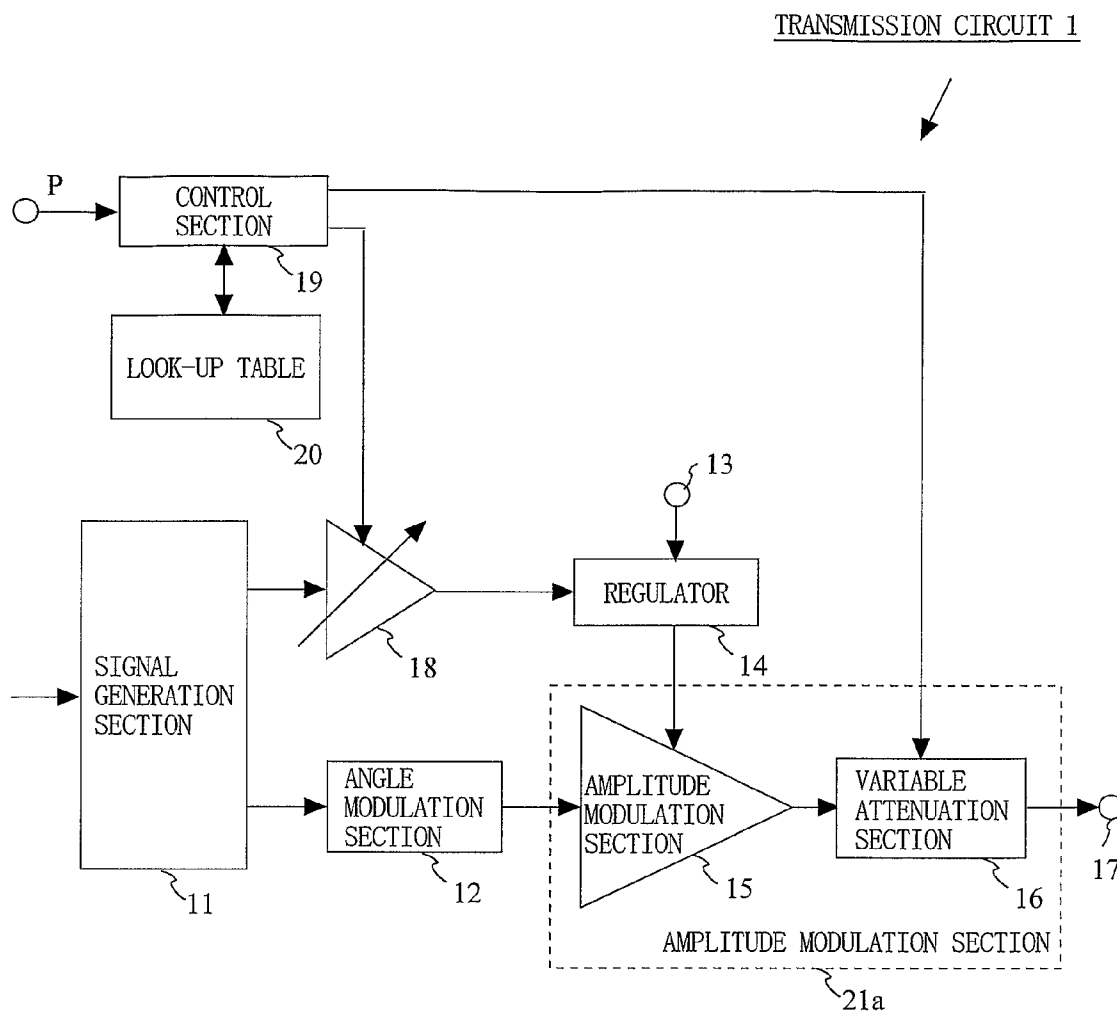 TRANSMISSION CIRCUIT 1
P
CONTROL
SECTION
19
LOOK-UP TABLE
20
13
REGULATOR
14
18
SIGNAL
GENERATION
SECTION
11
ANGLE
MODULATION
SECTION
12
AMPLITUDE
MODULATION
SECTION
15
VARIABLE
ATTENUATION
SECTION
16
17
AMPLITUDE MODULATION SECTION
21a